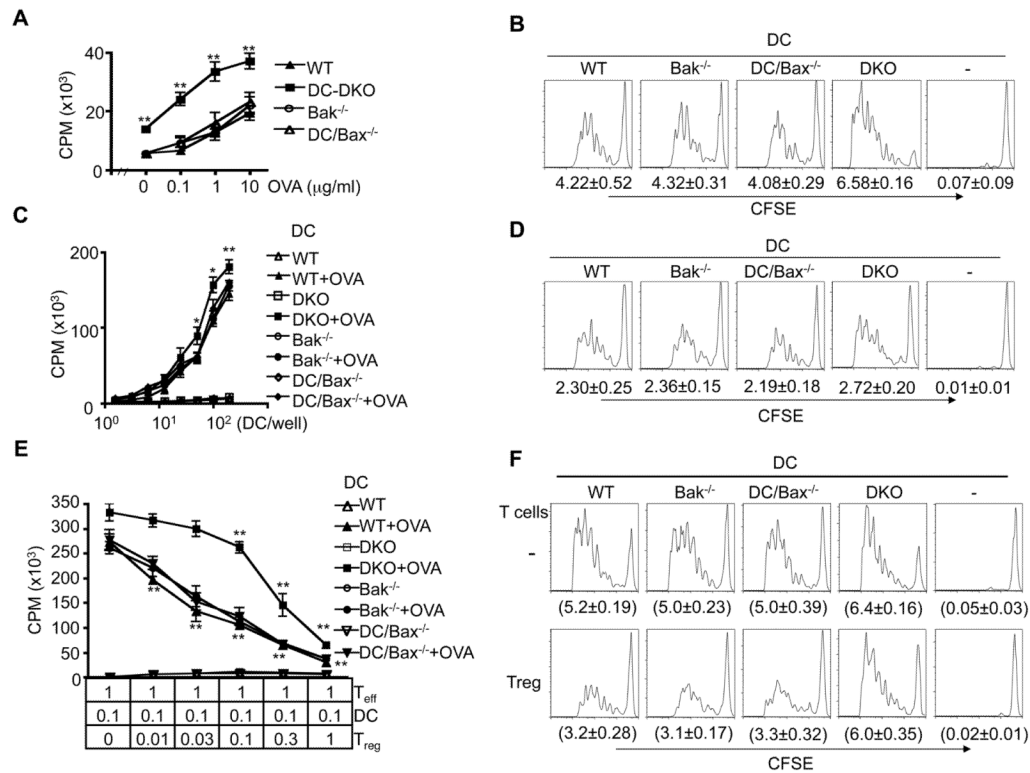 A
40
20
0
CPM (x10³)
0 0.1 1 10 OVA (µg/ml)
** ** ** **
WT
DC-DKO
Bak-/-
DC/Bax-/-
B
DC
WT Bak-/- DC/Bax-/- DKO -
4.22±0.52 4.32±0.31 4.08±0.29 6.58±0.16 0.07±0.09
CFSE
C
200
100
0
CPM (x10³)
10⁰ 10¹ 10² (DC/well)
* * **
DC
WT
WT+OVA
DKO
DKO+OVA
Bak-/-
Bak-/-+OVA
DC/Bax-/-
DC/Bax-/-+OVA
D
DC
WT Bak-/- DC/Bax-/- DKO -
2.30±0.25 2.36±0.15 2.19±0.18 2.72±0.20 0.01±0.01
CFSE
E
350
300
250
200
150
100
50
0
CPM (x10³)
** ** **
** ** ** ** **
DC
WT
WT+OVA
DKO
DKO+OVA
Bak-/-
Bak-/-+OVA
DC/Bax-/-
DC/Bax-/-+OVA
1 1 1 1 1 1 Teff
0.1 0.1 0.1 0.1 0.1 0.1 DC
0 0.01 0.03 0.1 0.3 1 Treg
F
DC
WT Bak-/- DC/Bax-/- DKO -
T cells
-
(5.2±0.19) (5.0±0.23) (5.0±0.39) (6.4±0.16) (0.05±0.03)
Treg
(3.2±0.28) (3.1±0.17) (3.3±0.32) (6.0±0.35) (0.02±0.01)
CFSE